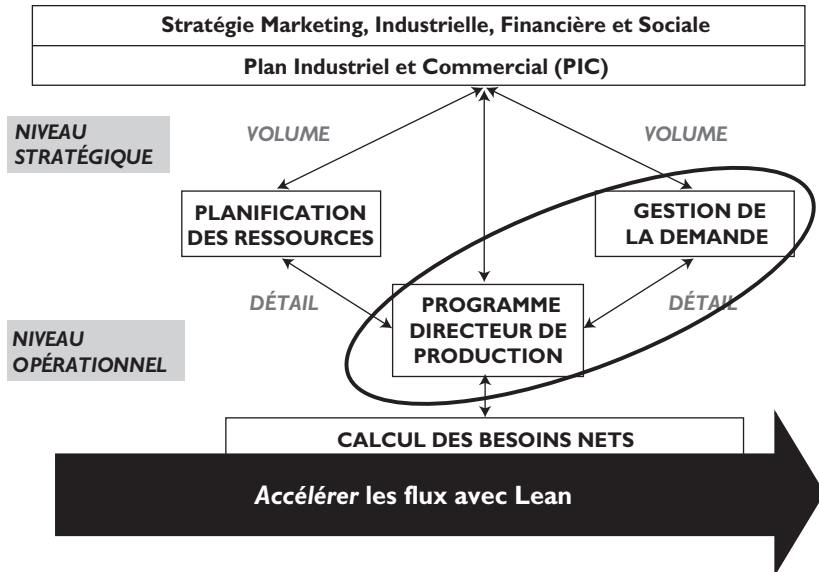 Stratégie Marketing, Industrielle, Financière et Sociale
Plan Industriel et Commercial (PIC)
NIVEAU
STRATÉGIQUE
VOLUME
VOLUME
PLANIFICATION
DES RESSOURCES
GESTION DE
LA DEMANDE
DÉTAIL
DÉTAIL
PROGRAMME
DIRECTEUR DE
PRODUCTION
NIVEAU
OPÉRATIONNEL
CALCUL DES BESOINS NETS
Accélérer les flux avec Lean